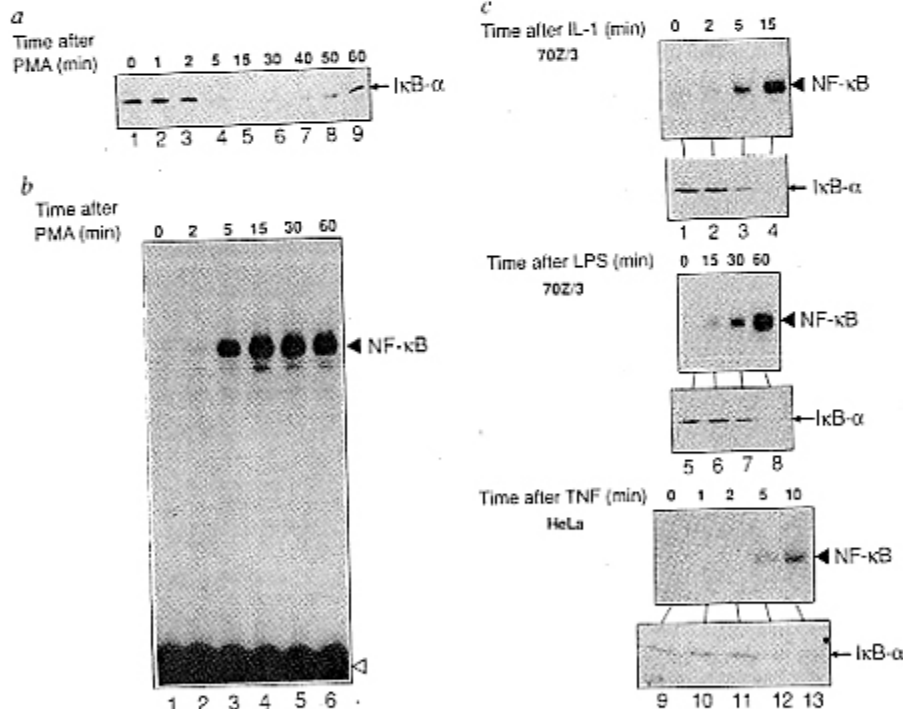 a
Time after
PMA (min)
0 1 2 5 15 30 40 50 60
IκB-α
1 2 3 4 5 6 7 8 9
b
Time after
PMA (min)
0 2 5 15 30 60
NF-κB
1 2 3 4 5 6
c
Time after IL-1 (min) 0 2 5 15
70Z/3
NF-κB
IκB-α
1 2 3 4
Time after LPS (min) 0 15 30 60
70Z/3
NF-κB
IκB-α
5 6 7 8
Time after TNF (min) 0 1 2 5 10
HeLa
NF-κB
IκB-α
9 10 11 12 13